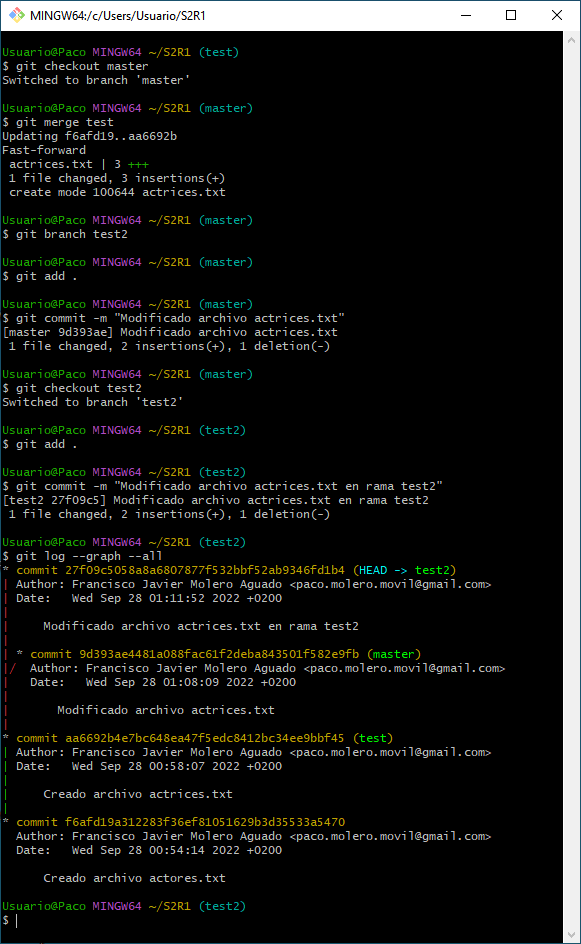 MINGW64:/c/Users/Usuario/S2R1
Usuario@Paco MINGW64 ~/S2R1 (test)
$ git checkout master
Switched to branch 'master'
Usuario@Paco MINGW64 ~/S2R1 (master)
$ git merge test
Updating f6afd19..aa6692b
Fast-forward
 actrices.txt | 3 +++
 1 file changed, 3 insertions(+)
 create mode 100644 actrices.txt
Usuario@Paco MINGW64 ~/S2R1 (master)
$ git branch test2
Usuario@Paco MINGW64 ~/S2R1 (master)
$ git add .
Usuario@Paco MINGW64 ~/S2R1 (master)
$ git commit -m "Modificado archivo actrices.txt"
[master 9d393ae] Modificado archivo actrices.txt
 1 file changed, 2 insertions(+), 1 deletion(-)
Usuario@Paco MINGW64 ~/S2R1 (master)
$ git checkout test2
Switched to branch 'test2'
Usuario@Paco MINGW64 ~/S2R1 (test2)
$ git add .
Usuario@Paco MINGW64 ~/S2R1 (test2)
$ git commit -m "Modificado archivo actrices.txt en rama test2"
[test2 27f09c5] Modificado archivo actrices.txt en rama test2
 1 file changed, 2 insertions(+), 1 deletion(-)
Usuario@Paco MINGW64 ~/S2R1 (test2)
$ git log --graph --all
* commit 27f09c5058a8a6807877f532bbf52ab9346fd1b4 (HEAD -> test2)
| Author: Francisco Javier Molero Aguado <paco.molero.movil@gmail.com>
| Date:   Wed Sep 28 01:11:52 2022 +0200
|
|     Modificado archivo actrices.txt en rama test2
|
| * commit 9d393ae4481a088fac61f2deba843501f582e9fb (master)
|/  Author: Francisco Javier Molero Aguado <paco.molero.movil@gmail.com>
|   Date:   Wed Sep 28 01:08:09 2022 +0200
|
|       Modificado archivo actrices.txt
|
* commit aa6692b4e7bc648ea47f5edc8412bc34ee9bbf45 (test)
| Author: Francisco Javier Molero Aguado <paco.molero.movil@gmail.com>
| Date:   Wed Sep 28 00:58:07 2022 +0200
|
|     Creado archivo actrices.txt
|
* commit f6afd19a312283f36ef81051629b3d35533a5470
  Author: Francisco Javier Molero Aguado <paco.molero.movil@gmail.com>
  Date:   Wed Sep 28 00:54:14 2022 +0200
      Creado archivo actores.txt
Usuario@Paco MINGW64 ~/S2R1 (test2)
$